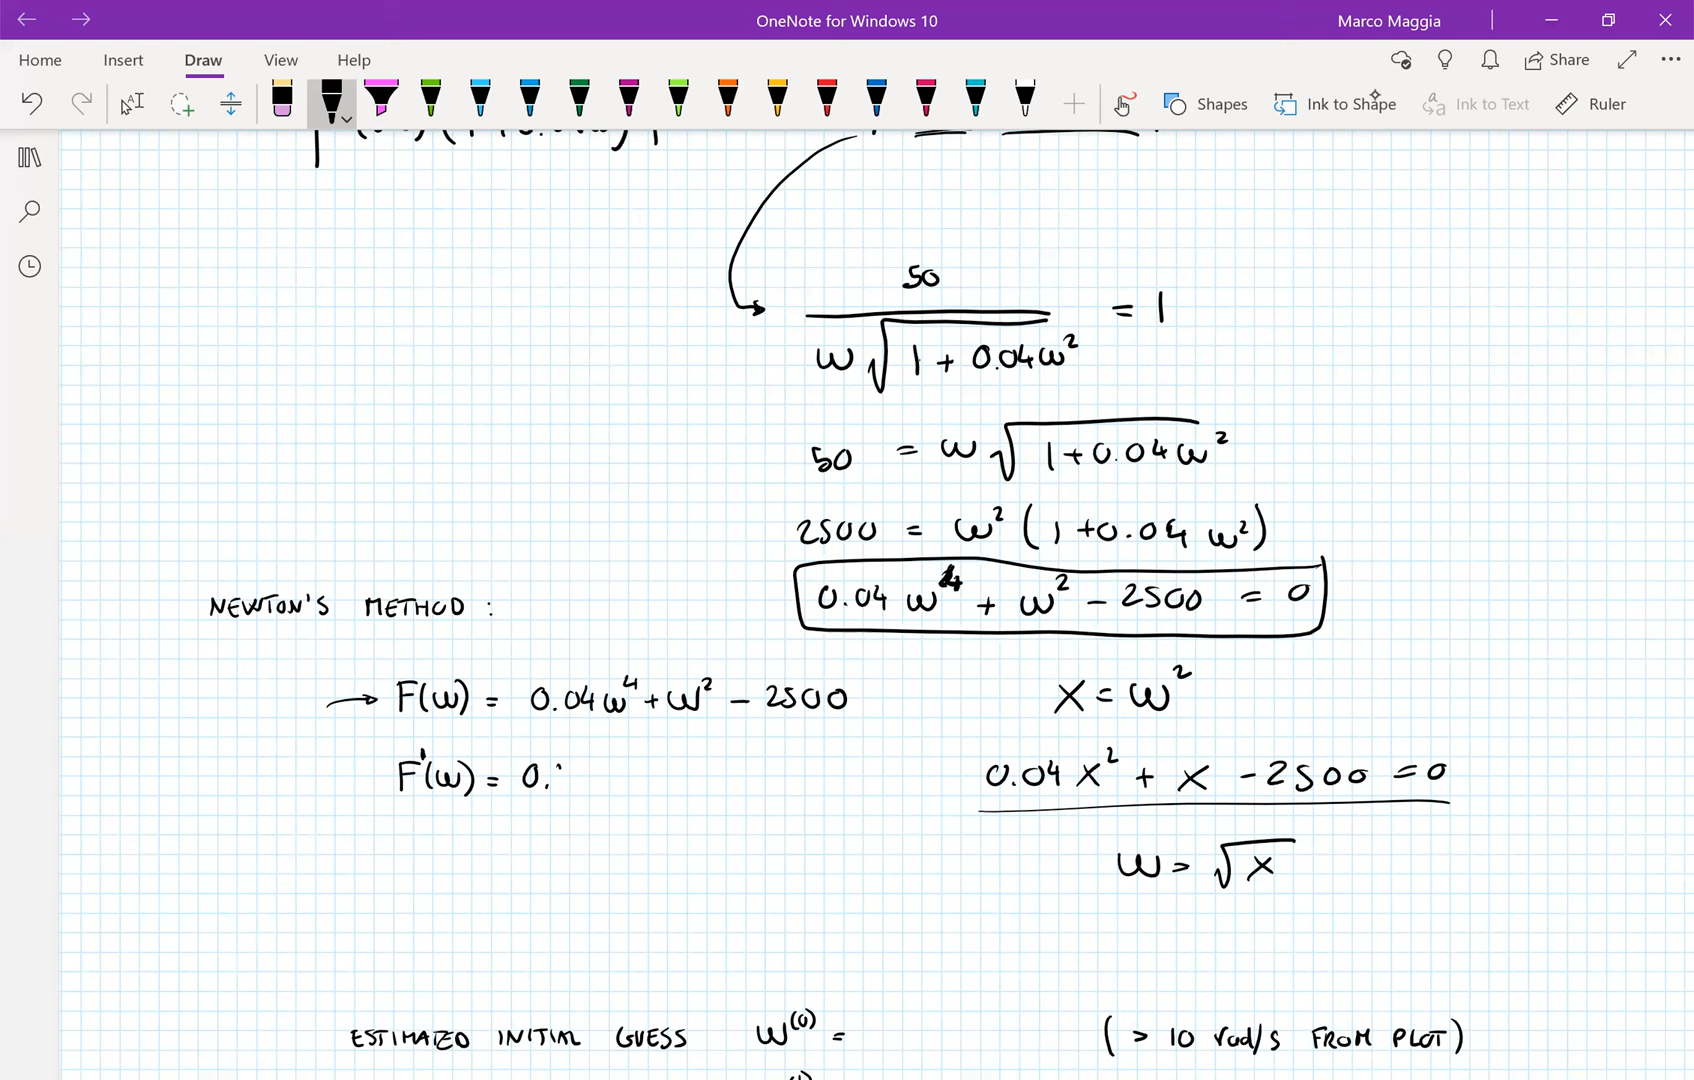 OneNote for Windows 10
Marco Maggia
Home Insert Draw View Help
Share
Shapes Ink to Shape Ink to Text Ruler
50
ω√1 + 0.04ω² = 1
50 = ω√1+0.04ω²
2500 = ω² (1+0.04 ω²)
0.04 ω⁴ + ω² - 2500 = 0
NEWTON'S METHOD :
→ F(ω) = 0.04ω⁴ + ω² - 2500
X = ω²
F'(ω) = 0.
0.04 X² + X - 2500 = 0
ω = √X
ESTIMATED INITIAL GUESS ω⁽⁰⁾ = ( > 10 rad/s FROM PLOT)